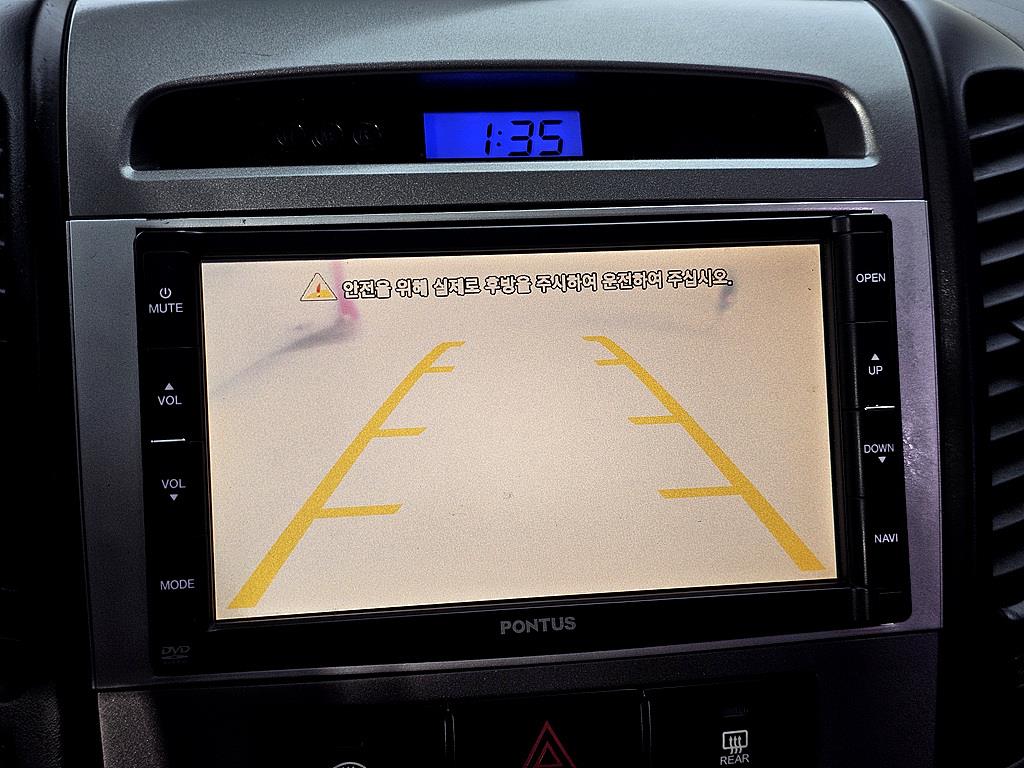 1:35
안전을 위해 실제로 후방을 주시하여 운전하여 주십시오.
MUTE
VOL
VOL
MODE
DVD
OPEN
UP
DOWN
NAVI
PONTUS
REAR